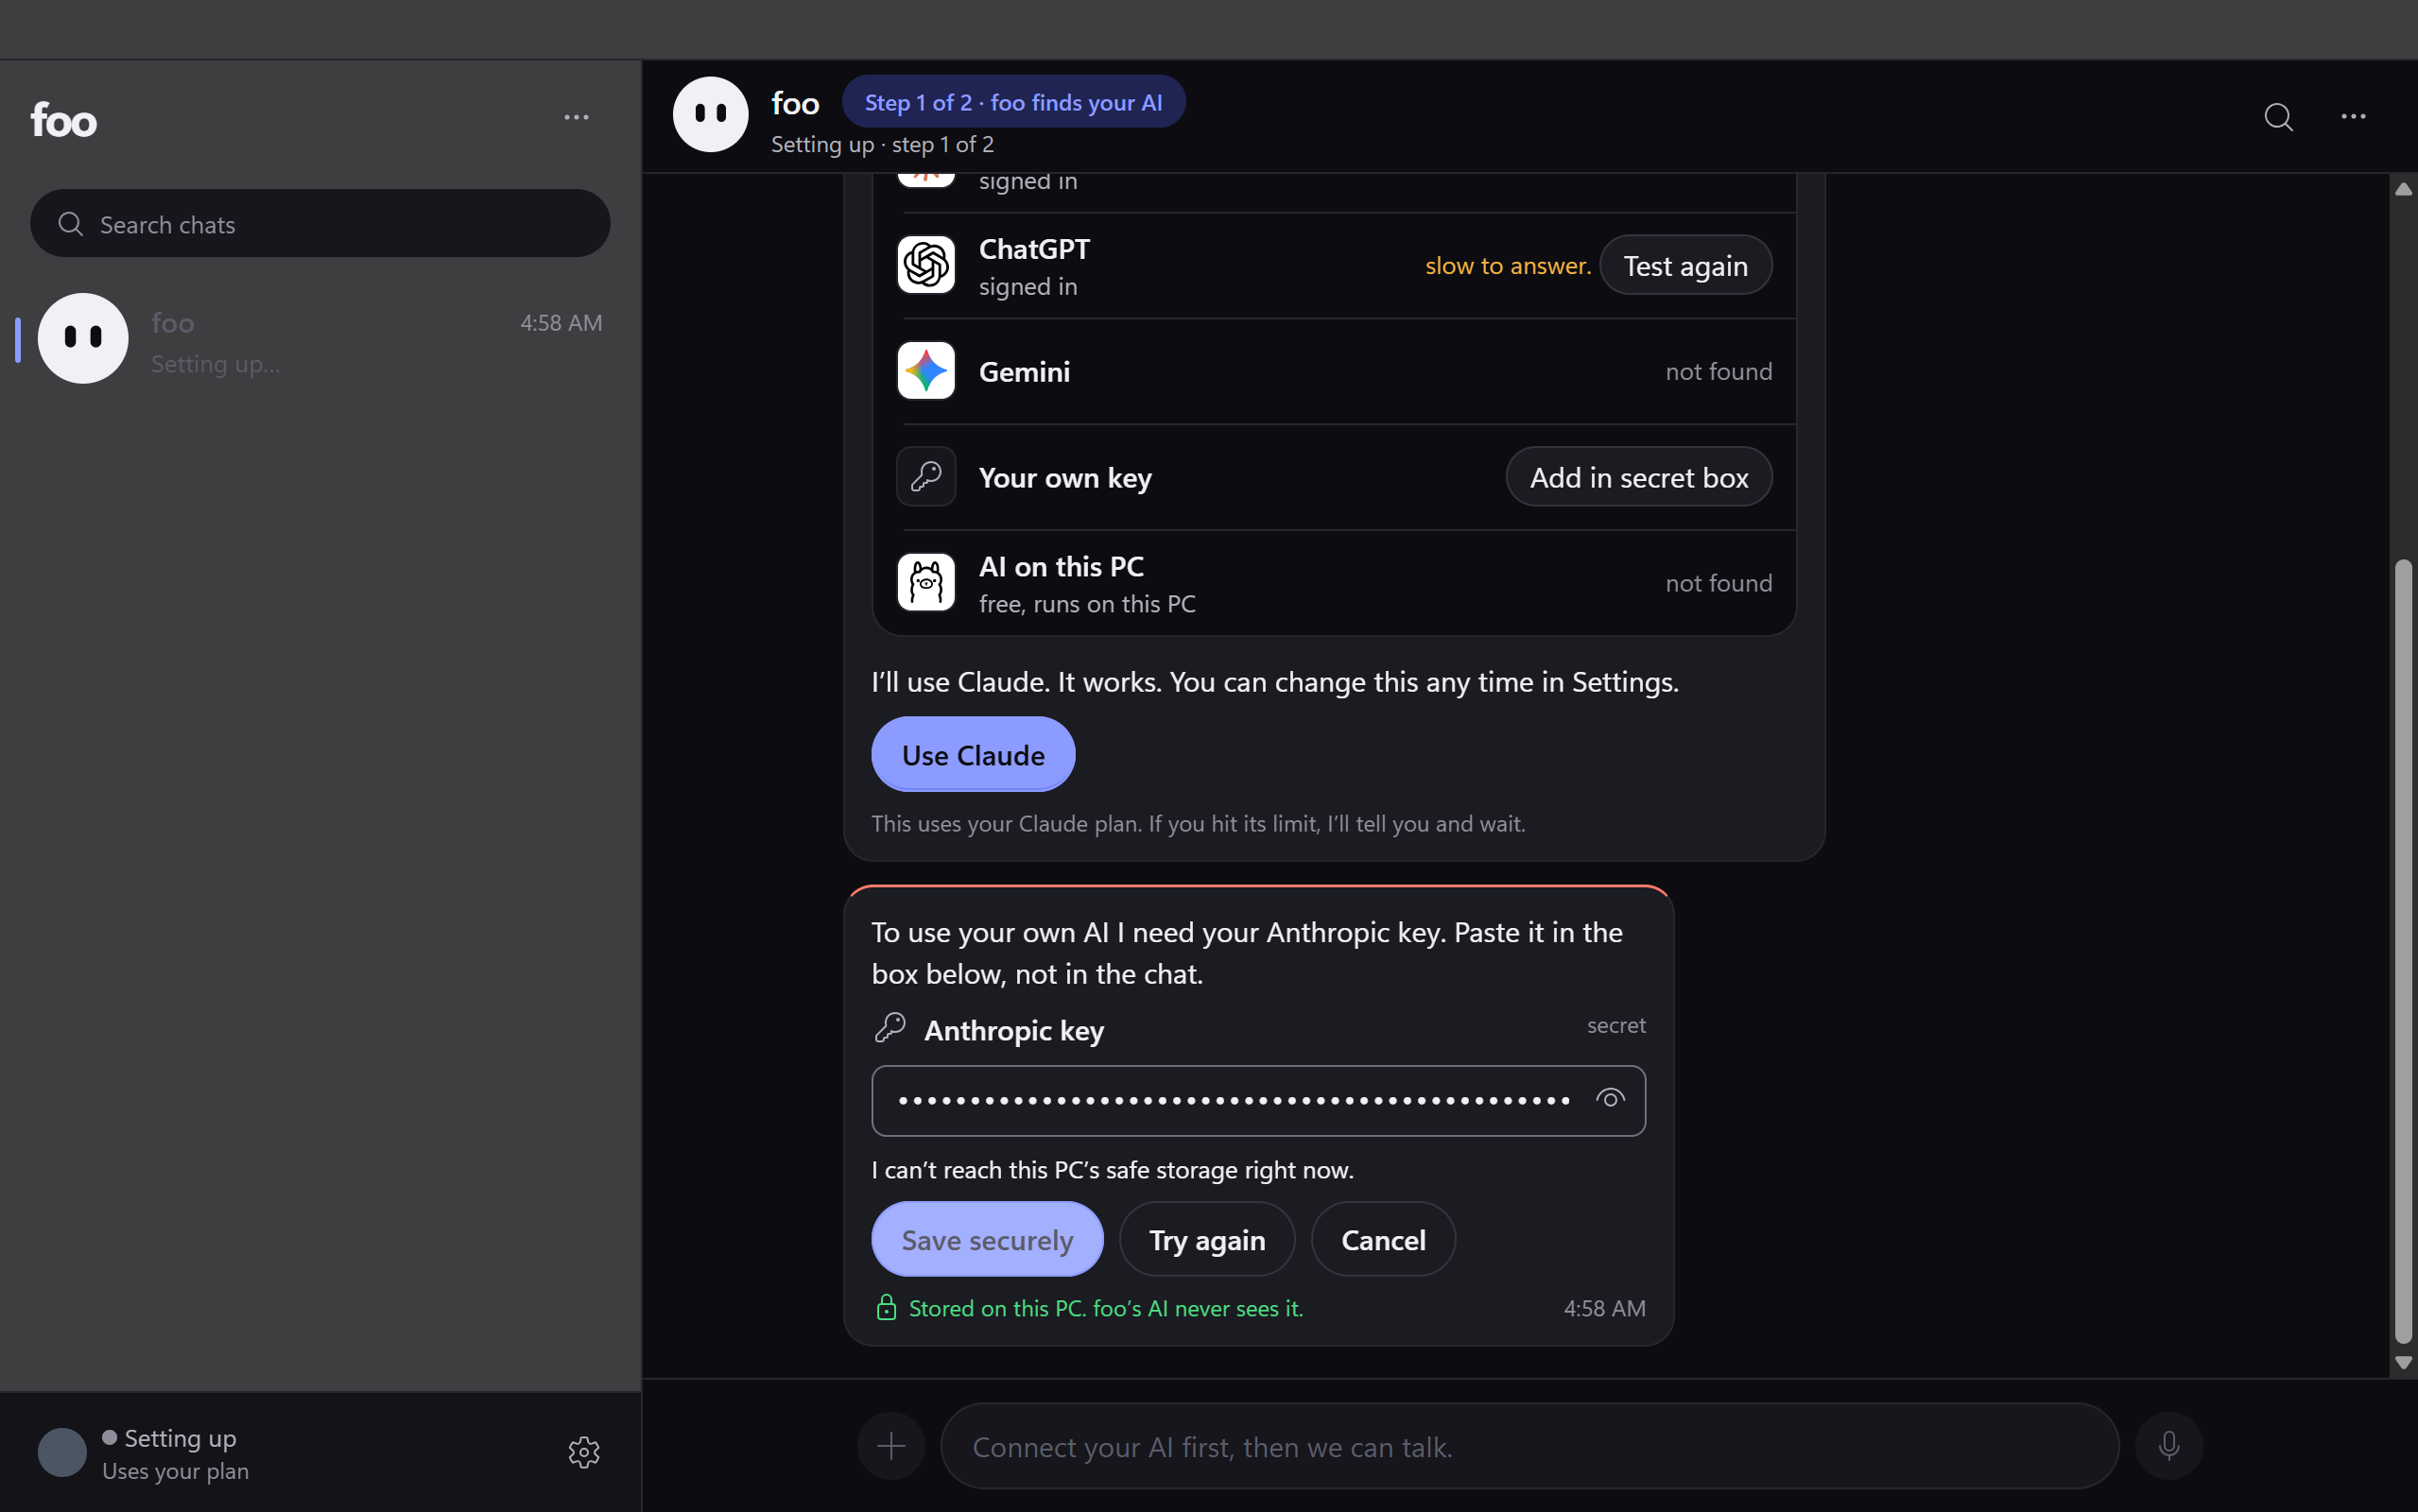 foo
Search chats
foo
4:58 AM
Setting up...
Setting up
Uses your plan
foo
Step 1 of 2 · foo finds your AI
Setting up · step 1 of 2
signed in
ChatGPT
signed in
slow to answer.
Test again
Gemini
not found
Your own key
Add in secret box
AI on this PC
free, runs on this PC
not found
I’ll use Claude. It works. You can change this any time in Settings.
Use Claude
This uses your Claude plan. If you hit its limit, I’ll tell you and wait.
To use your own AI I need your Anthropic key. Paste it in the
box below, not in the chat.
Anthropic key
secret
I can’t reach this PC’s safe storage right now.
Save securely
Try again
Cancel
Stored on this PC. foo’s AI never sees it.
4:58 AM
Connect your AI first, then we can talk.